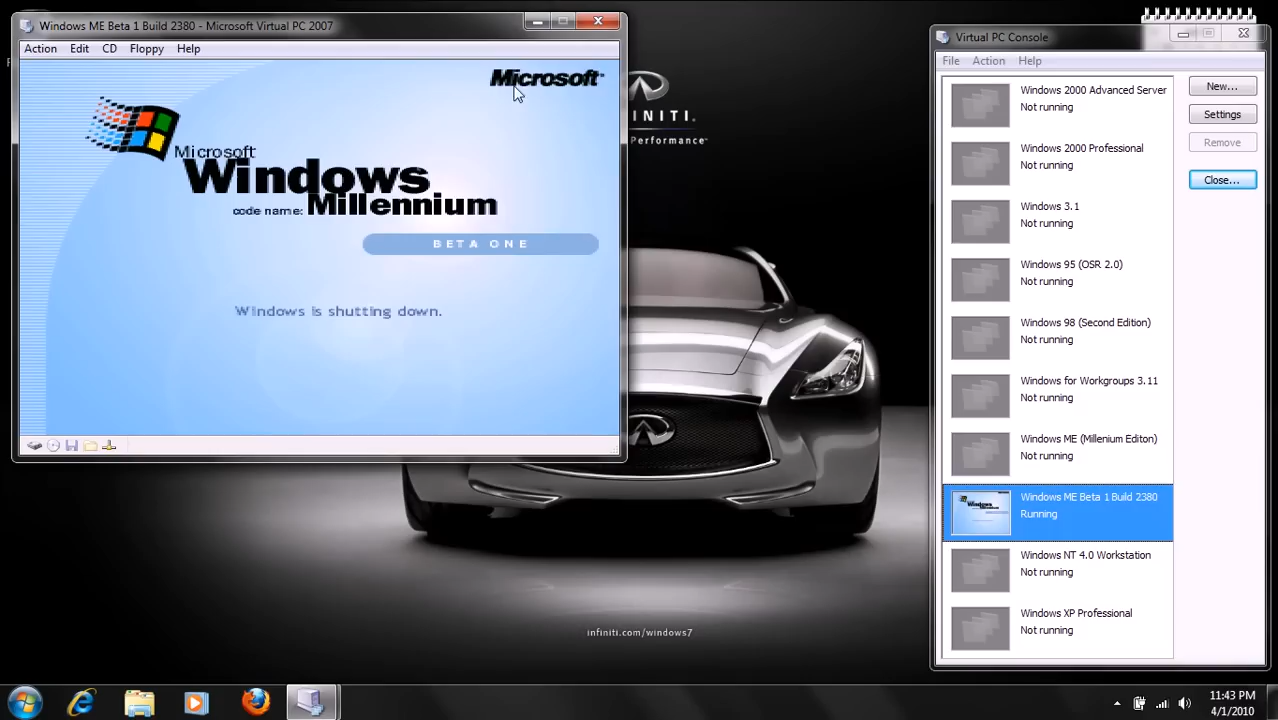 Windows ME Beta 1 Build 2380 - Microsoft Virtual PC 2007
Action Edit CD Floppy Help
Microsoft
Microsoft
Windows
code name: Millennium
BETA ONE
Windows is shutting down.
INFINITI.
Performance™
infiniti.com/windows7
Virtual PC Console
File Action Help
Windows 2000 Advanced Server
Not running
Windows 2000 Professional
Not running
Windows 3.1
Not running
Windows 95 (OSR 2.0)
Not running
Windows 98 (Second Edition)
Not running
Windows for Workgroups 3.11
Not running
Windows ME (Millenium Editon)
Not running
Windows ME Beta 1 Build 2380
Running
Windows NT 4.0 Workstation
Not running
Windows XP Professional
Not running
New...
Settings
Remove
Close...
11:43 PM
4/1/2010